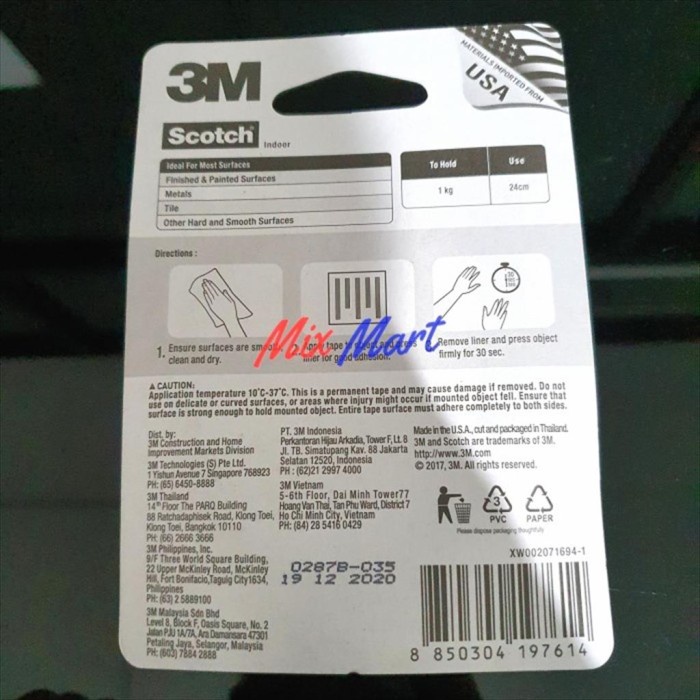 3M
MATERIALS IMPORTED FROM
USA
Scotch
Indoor
Ideal For Most Surfaces
Finished & Painted Surfaces
Metals
Tile
Other Hard and Smooth Surfaces
To Hold
Use
1 kg
24cm
Directions :
30
1. Ensure surfaces are
clean and dry.
2. Apply tape to
liner for good adhesion.
Remove liner and press object
firmly for 30 sec.
Mix Mart
CAUTION:
Application temperature 10°C-37°C. This is a permanent tape and may cause damage if removed. Do not
use on delicate or curved surfaces, or areas where injury might occur if mounted object fell. Ensure that
surface is strong enough to hold mounted object. Entire tape surface must adhere completely to both sides.
Dist. by:
3M Construction and Home
Improvement Markets Division
3M Technologies (S) Pte Ltd.
1 Yishun Avenue 7 Singapore 768923
PH: (65) 6450-8888
3M Thailand
14th Floor The PARQ Building
88 Ratchadaphisek Road, Klong Toei,
Klong Toei, Bangkok 10110
PH: (66) 2666 3666
3M Philippines, Inc.
9/F Three World Square Building,
22 Upper McKinley Road, McKinley
Hill, Fort Bonifacio,Taguig City1634,
Philippines
PH: (63) 2 5889100
3M Malaysia Sdn Bhd
Level 8, Block F, Oasis Square, No. 2
Jalan PJU 1A/7A, Ara Damansara 47301
Petaling Jaya, Selangor, Malaysia
PH: (603) 7884 2888
PT. 3M Indonesia
Perkantoran Hijau Arkadia, Tower F, Lt. 8
Jl. TB. Simatupang Kav. 88 Jakarta
Selatan 12520, Indonesia
PH : (62)21 2997 4000
3M Vietnam
5-6th Floor, Dai Minh Tower77
Hoang Van Thai, Tan Phu Ward, District 7
Ho Chi Minh City, Vietnam
PH: (84) 28 5416 0429
Made in the U.S.A., cut and packaged in Thailand.
3M and Scotch are trademarks of 3M.
http://www.3M.com
© 2017, 3M. All rights reserved.
3
PVC
PAPER
Please dispose packaging thoughtfully
XW002071694-1
0287B-035
19 12 2020
8 850304 197614